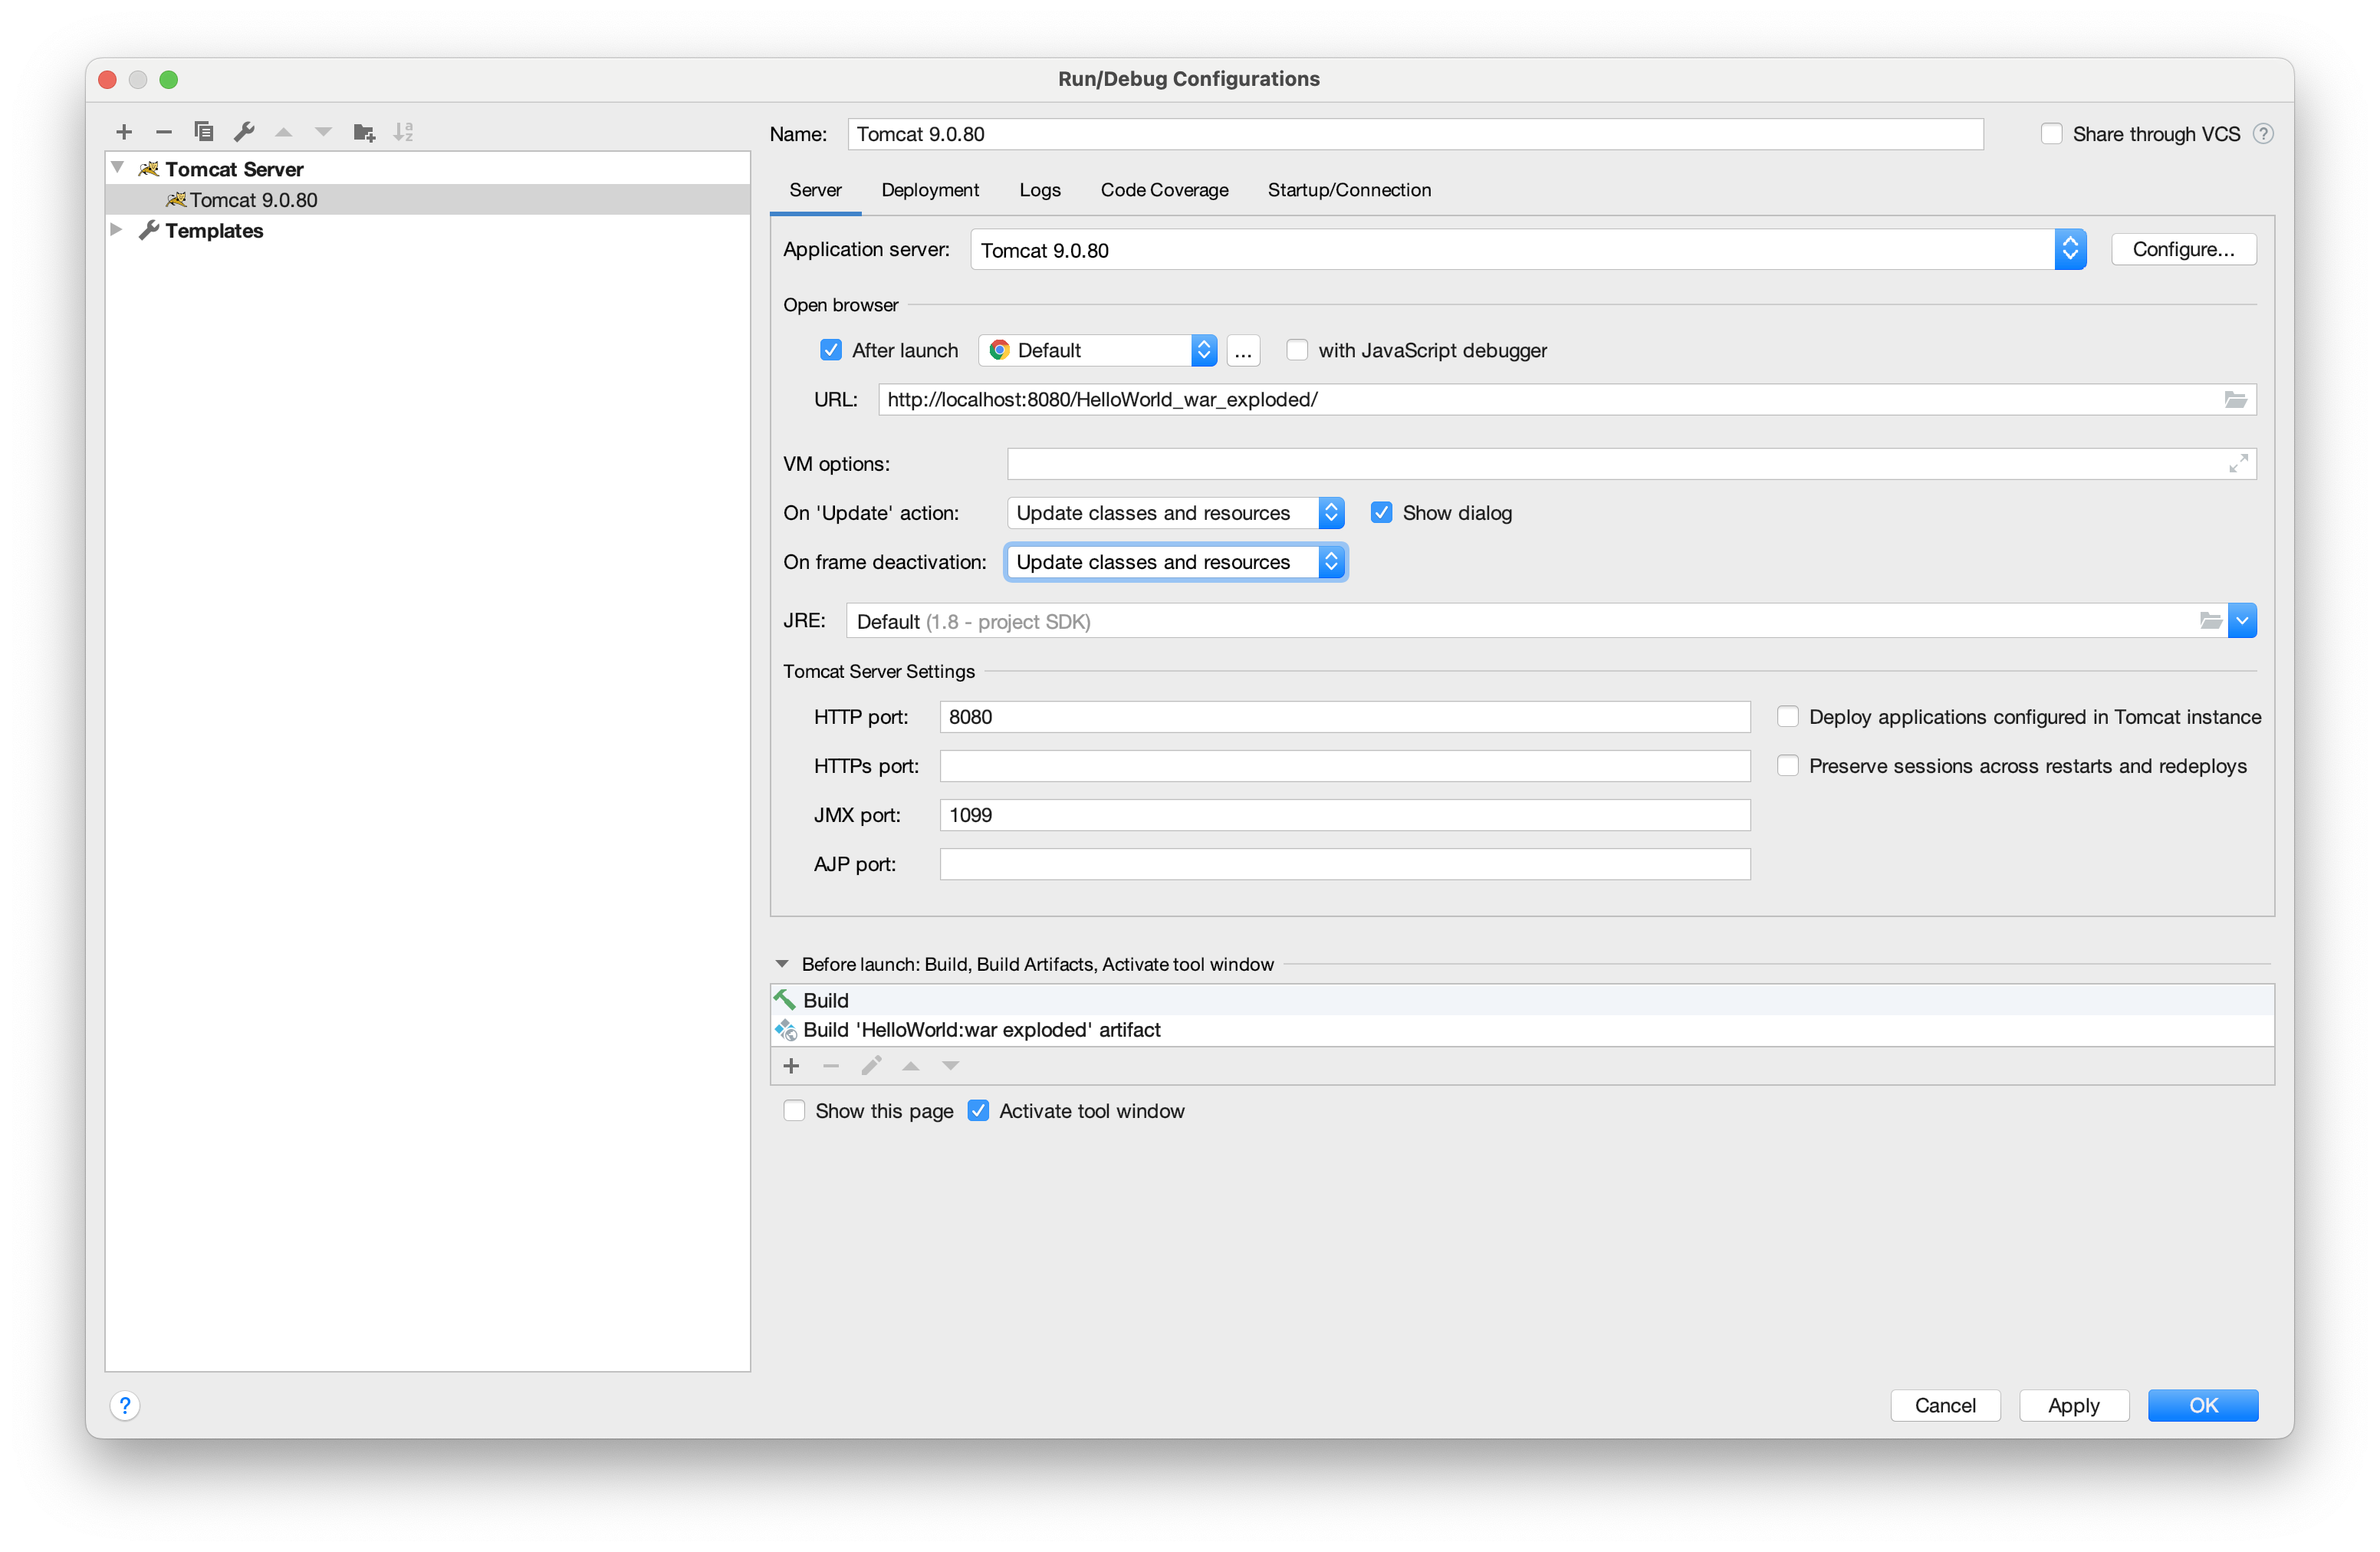 Run/Debug Configurations
Name: Tomcat 9.0.80 Share through VCS ?
Tomcat Server
Tomcat 9.0.80
Templates
Server Deployment Logs Code Coverage Startup/Connection
Application server: Tomcat 9.0.80 Configure...
Open browser
After launch Default ... with JavaScript debugger
URL: http://localhost:8080/HelloWorld_war_exploded/
VM options:
On 'Update' action: Update classes and resources Show dialog
On frame deactivation: Update classes and resources
JRE: Default (1.8 - project SDK)
Tomcat Server Settings
HTTP port: 8080 Deploy applications configured in Tomcat instance
HTTPs port: Preserve sessions across restarts and redeploys
JMX port: 1099
AJP port:
Before launch: Build, Build Artifacts, Activate tool window
Build
Build 'HelloWorld:war exploded' artifact
Show this page Activate tool window
? Cancel Apply OK